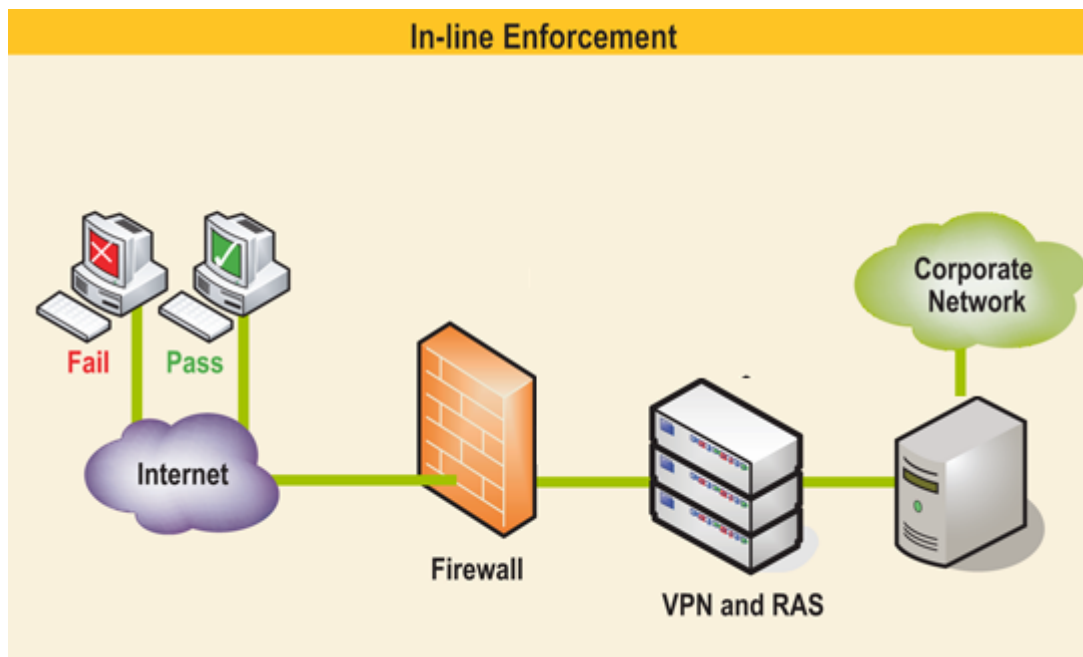 In-line Enforcement
Fail
Pass
Internet
Firewall
VPN and RAS
Corporate
Network